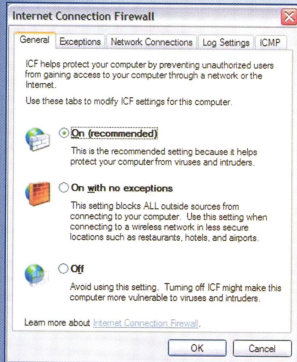 Internet Connection Firewall
General Exceptions Network Connections Log Settings ICMP
ICF helps protect your computer by preventing unauthorized users
from gaining access to your computer through a network or the
Internet.
Use these tabs to modify ICF settings for this computer.
On (recommended)
This is the recommended setting because it helps
protect your computer from viruses and intruders.
On with no exceptions
This setting blocks ALL outside sources from
connecting to your computer. Use this setting when
connecting to a wireless network in less secure
locations such as restaurants, hotels, and airports.
Off
Avoid using this setting. Turning off ICF might make this
computer more vulnerable to viruses and intruders.
Learn more about Internet Connection Firewall.
OK Cancel